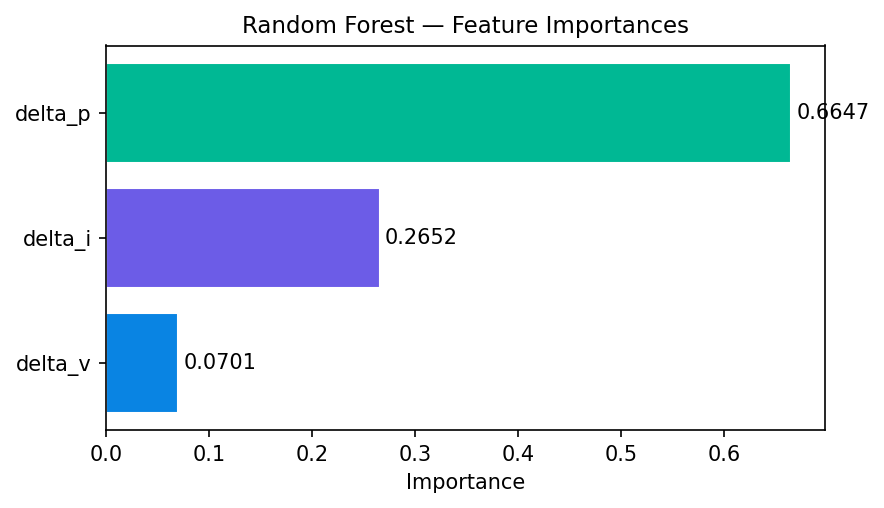 Random Forest — Feature Importances
delta_p
0.6647
delta_i
0.2652
delta_v
0.0701
0.0 0.1 0.2 0.3 0.4 0.5 0.6
Importance